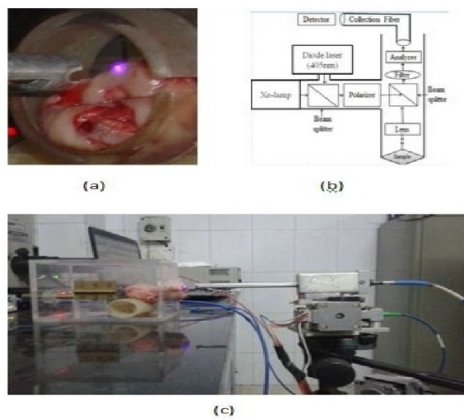 (a)
Detector
Collection Fiber
Diode laser
(405nm)
Analyzer
Filter
Xe-lamp
Polarizer
Beam
splitter
Beam
splitter
Lens
Sample
(b)
(c)